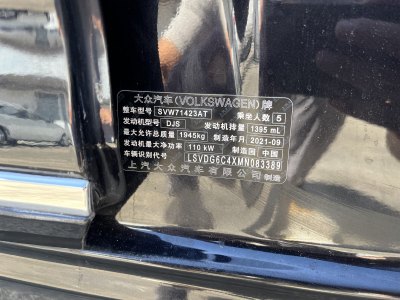 大众汽车(VOLKSWAGEN)牌
整车型号 SVW71423AT 乘坐人数 5
发动机型号 DJS 发动机排量 1395 mL
最大允许总质量 1945kg 制造年月 2021-09
发动机最大净功率 110 kW 制造国 中国
车辆识别代号 LSVDG6C4XMN083389
上汽大众汽车有限公司 制造